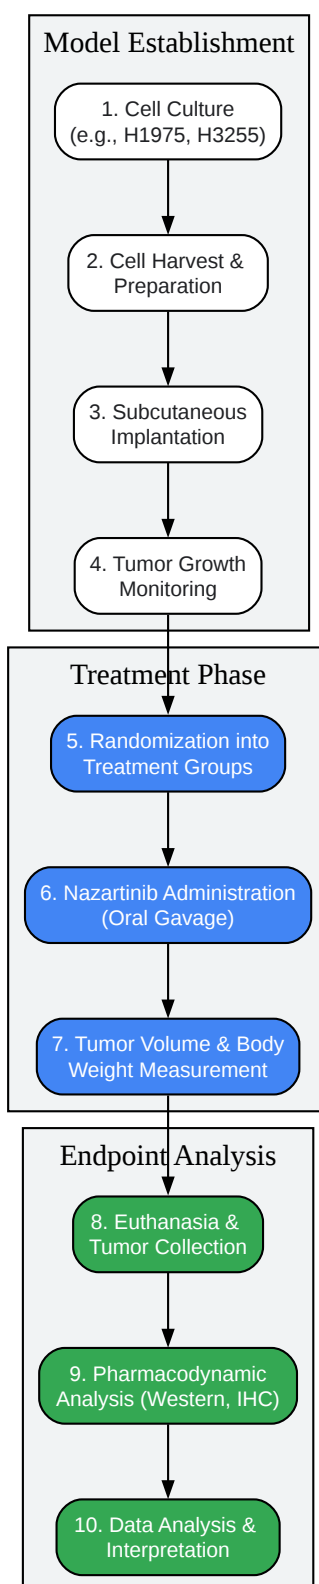 Model Establishment
1. Cell Culture
(e.g., H1975, H3255)
2. Cell Harvest &
Preparation
3. Subcutaneous
Implantation
4. Tumor Growth
Monitoring
Treatment Phase
5. Randomization into
Treatment Groups
6. Nazartinib Administration
(Oral Gavage)
7. Tumor Volume & Body
Weight Measurement
Endpoint Analysis
8. Euthanasia &
Tumor Collection
9. Pharmacodynamic
Analysis (Western, IHC)
10. Data Analysis &
Interpretation